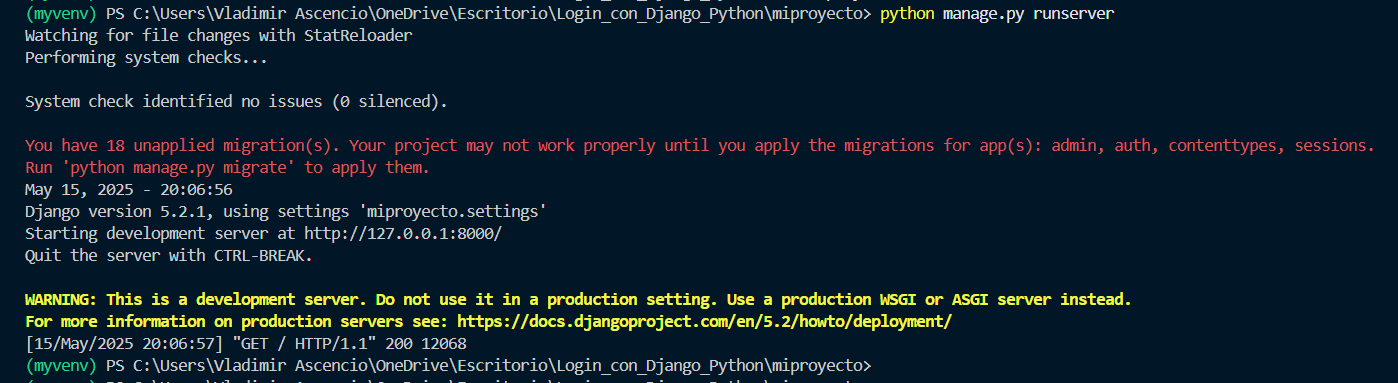 (myvenv) PS C:\Users\Vladimir Ascencio\OneDrive\Escritorio\Login_con_Django_Python\miproyecto> python manage.py runserver
Watching for file changes with StatReloader
Performing system checks...
System check identified no issues (0 silenced).
You have 18 unapplied migration(s). Your project may not work properly until you apply the migrations for app(s): admin, auth, contenttypes, sessions.
Run 'python manage.py migrate' to apply them.
May 15, 2025 - 20:06:56
Django version 5.2.1, using settings 'miproyecto.settings'
Starting development server at http://127.0.0.1:8000/
Quit the server with CTRL-BREAK.
WARNING: This is a development server. Do not use it in a production setting. Use a production WSGI or ASGI server instead.
For more information on production servers see: https://docs.djangoproject.com/en/5.2/howto/deployment/
[15/May/2025 20:06:57] "GET / HTTP/1.1" 200 12068
(myvenv) PS C:\Users\Vladimir Ascencio\OneDrive\Escritorio\Login_con_Django_Python\miproyecto>